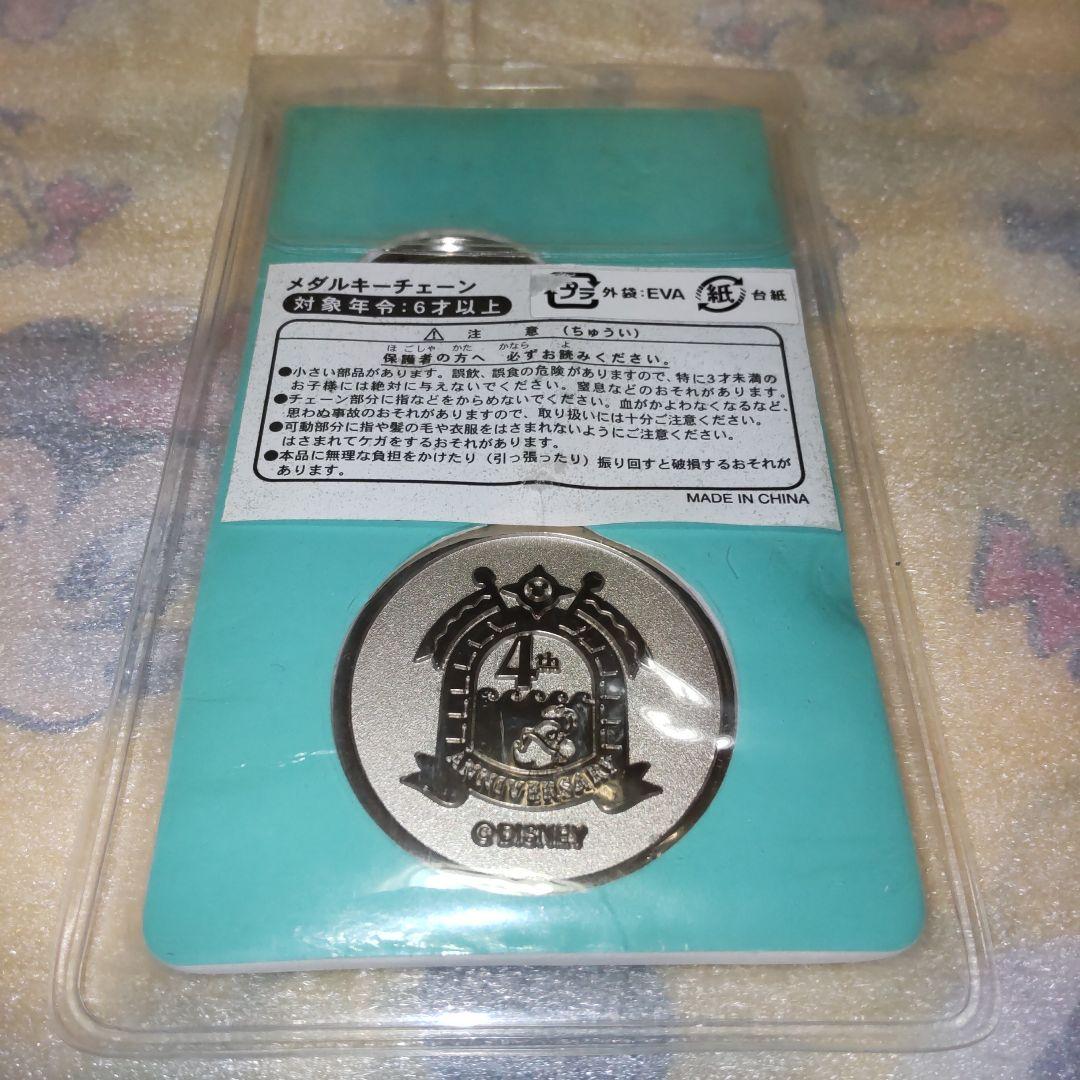 メダルキーチェーン
対象年令:6才以上
プラ 外袋:EVA 紙 台紙
注意(ちゅうい)
ほごしゃ かた かなら よ
保護者の方へ 必ずお読みください。
●小さい部品があります。誤飲、誤食の危険がありますので、特に3才未満の
お子様には絶対に与えないでください。窒息などのおそれがあります。
●チェーン部分に指などをからめないでください。血がかよわなくなるなど、
思わぬ事故のおそれがありますので、取り扱いには十分ご注意ください。
●可動部分に指や髪の毛や衣服をはさまれないようにご注意ください。
はさまれてケガをするおそれがあります。
●本品に無理な負担をかけたり(引っ張ったり)振り回すと破損するおそれが
あります。
MADE IN CHINA
4th
ANNIVERSARY
©DISNEY